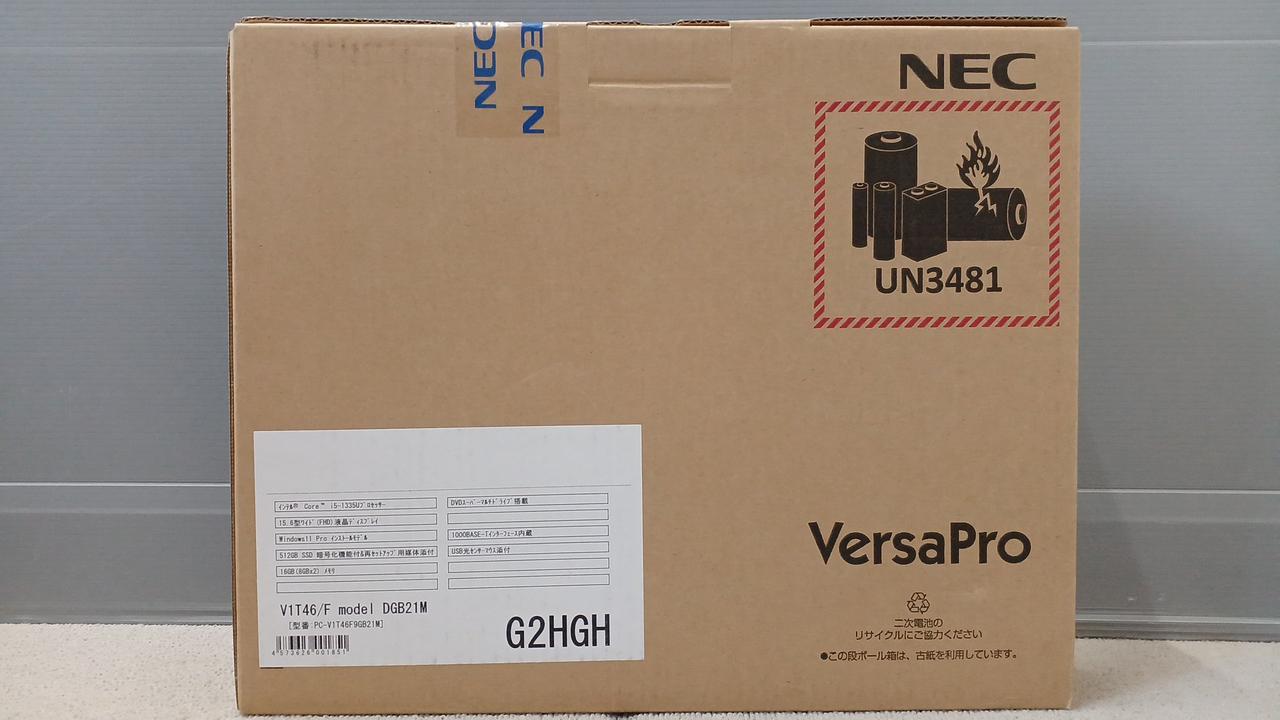 NEC
EC N
NEC
UN3481
インテル® Core™ i5-1335Uプロセッサー
15.6型ワイド(FHD)液晶ディスプレイ
Windows11 Pro インストールモデル
512GB SSD 暗号化機能付&再セットアップ用媒体添付
16GB(8GBx2) メモリ
DVDスーパーマルチドライブ搭載
1000BASE-Tインターフェース内蔵
USB光センサーマウス添付
V1T46/F model DGB21M
[型番:PC-V1T46F9GB21M]
4573626001851
G2HGH
VersaPro
二次電池の
リサイクルにご協力ください
●この段ボール箱は、古紙を利用しています。